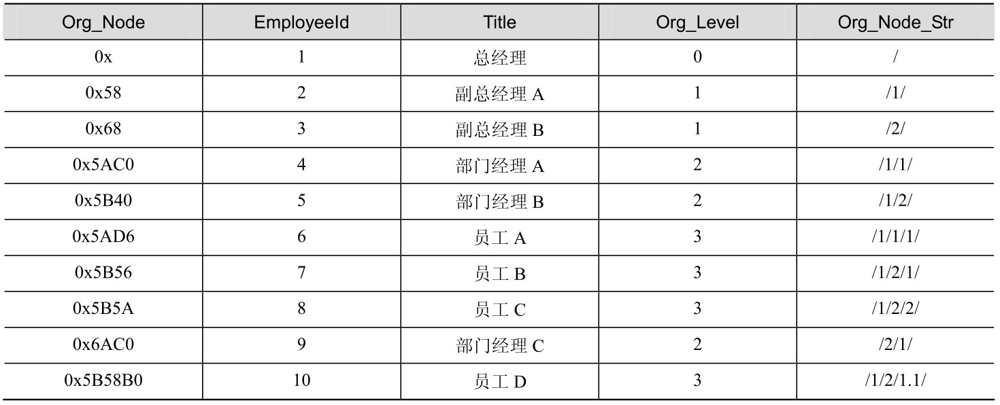 Org_Node EmployeeId Title Org_Level Org_Node_Str
0x 1 总经理 0 /
0x58 2 副总经理 A 1 /1/
0x68 3 副总经理 B 1 /2/
0x5AC0 4 部门经理 A 2 /1/1/
0x5B40 5 部门经理 B 2 /1/2/
0x5AD6 6 员工 A 3 /1/1/1/
0x5B56 7 员工 B 3 /1/2/1/
0x5B5A 8 员工 C 3 /1/2/2/
0x6AC0 9 部门经理 C 2 /2/1/
0x5B58B0 10 员工 D 3 /1/2/1.1/